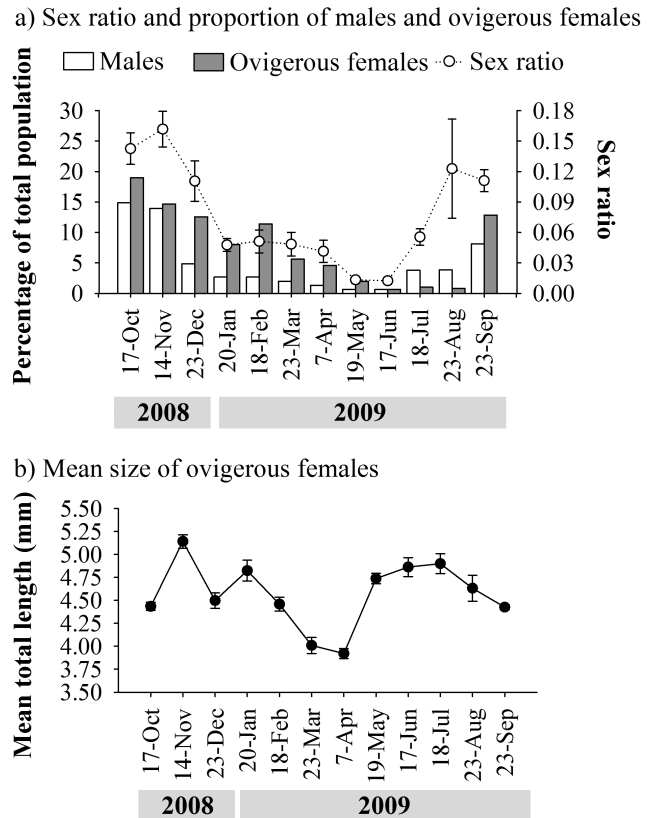 a) Sex ratio and proportion of males and ovigerous females
Males Ovigerous females Sex ratio
Percentage of total population
30
25
20
15
10
5
0
0.18
0.15
0.12
0.09
0.06
0.03
0.00
Sex ratio
17-Oct
14-Nov
23-Dec
20-Jan
18-Feb
23-Mar
7-Apr
19-May
17-Jun
18-Jul
23-Aug
23-Sep
2008 2009
b) Mean size of ovigerous females
Mean total length (mm)
5.50
5.25
5.00
4.75
4.50
4.25
4.00
3.75
3.50
17-Oct
14-Nov
23-Dec
20-Jan
18-Feb
23-Mar
7-Apr
19-May
17-Jun
18-Jul
23-Aug
23-Sep
2008 2009